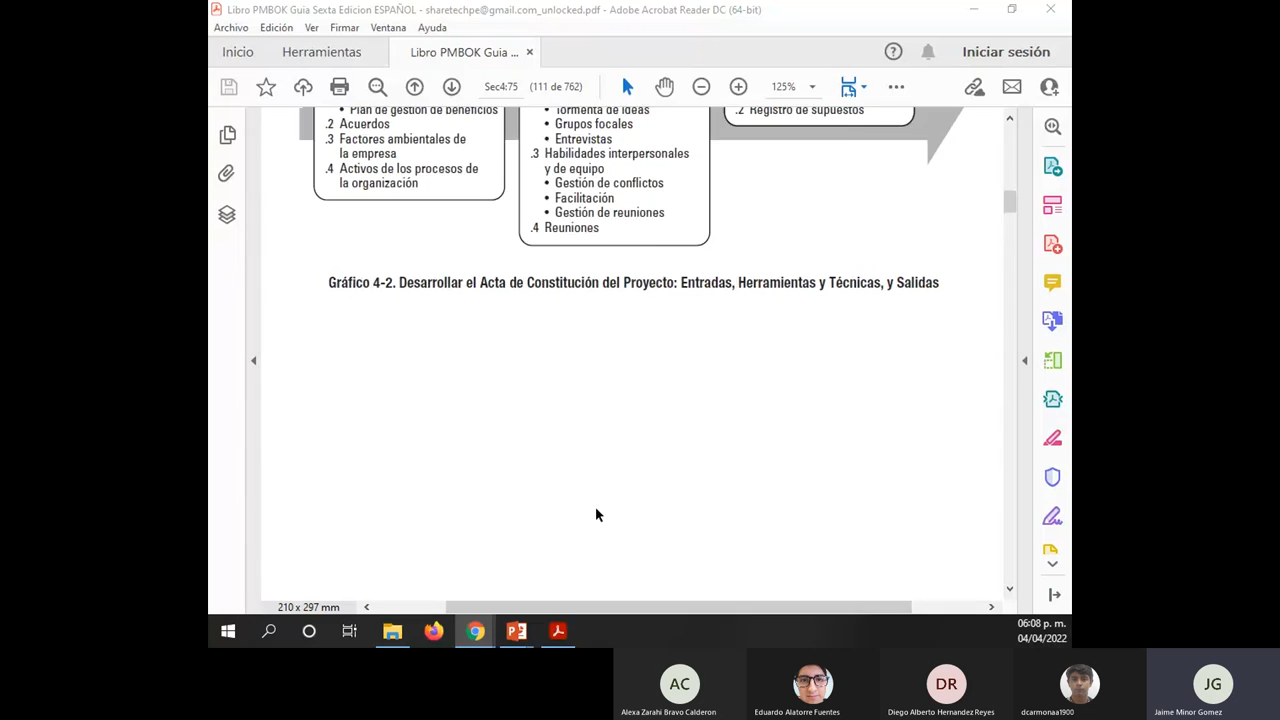 Libro PMBOK Guia Sexta Edicion ESPAÑOL - sharetechpe@gmail.com_unlocked.pdf - Adobe Acrobat Reader DC (64-bit)
Archivo Edición Ver Firmar Ventana Ayuda
Inicio Herramientas Libro PMBOK Guia ... Iniciar sesión
Sec4:75 (111 de 762) 125%
• Plan de gestión de beneficios
.2 Acuerdos
.3 Factores ambientales de
la empresa
.4 Activos de los procesos de
la organización
• Tormenta de ideas
• Grupos focales
• Entrevistas
.3 Habilidades interpersonales
y de equipo
• Gestión de conflictos
• Facilitación
• Gestión de reuniones
.4 Reuniones
.2 Registro de supuestos
Gráfico 4-2. Desarrollar el Acta de Constitución del Proyecto: Entradas, Herramientas y Técnicas, y Salidas
210 x 297 mm
06:08 p. m.
04/04/2022
AC
DR
JG
Alexa Zarahi Bravo Calderon
Eduardo Alatorre Fuentes
Diego Alberto Hernandez Reyes
dcarmonaa1900
Jaime Minor Gomez